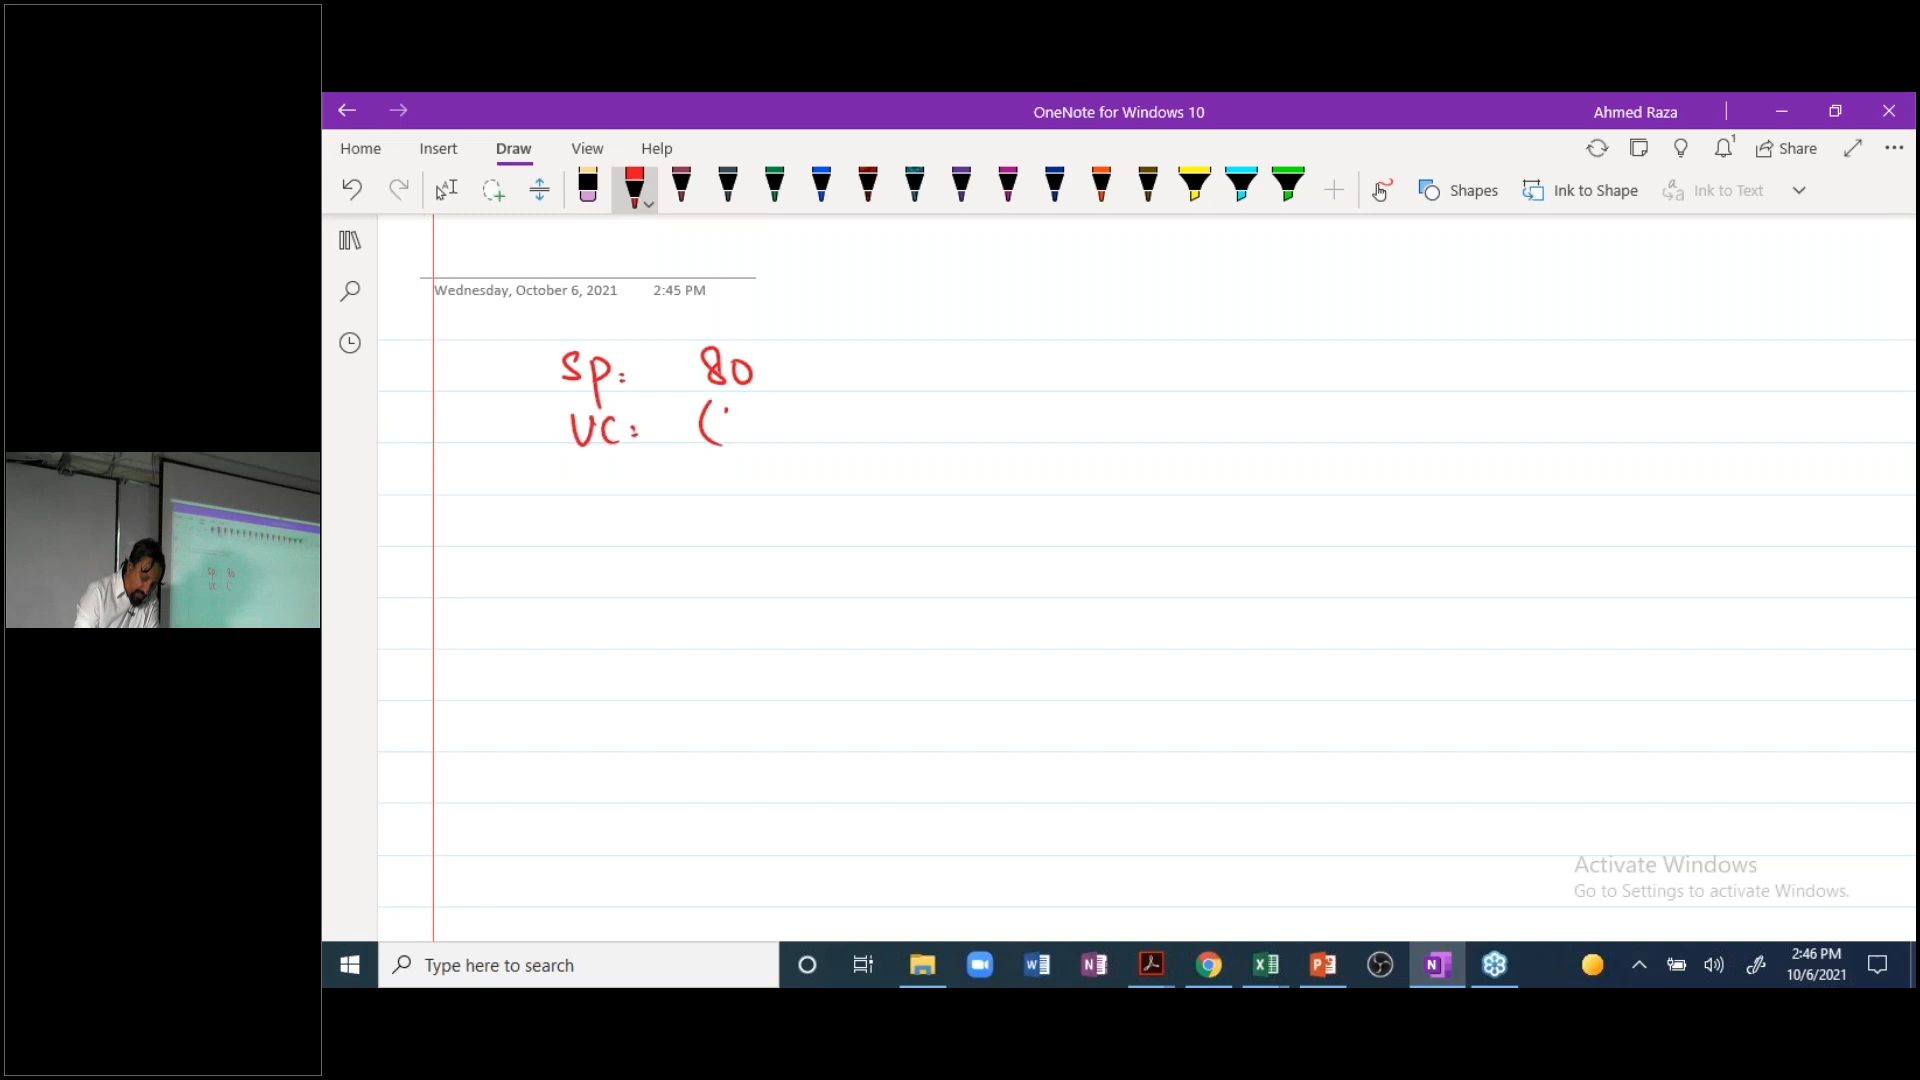 OneNote for Windows 10
Ahmed Raza
Home Insert Draw View Help
1
Share
Shapes
Ink to Shape
Ink to Text
Wednesday, October 6, 2021 2:45 PM
Sp: 80
VC: (
Activate Windows
Go to Settings to activate Windows.
Type here to search
2:46 PM
10/6/2021